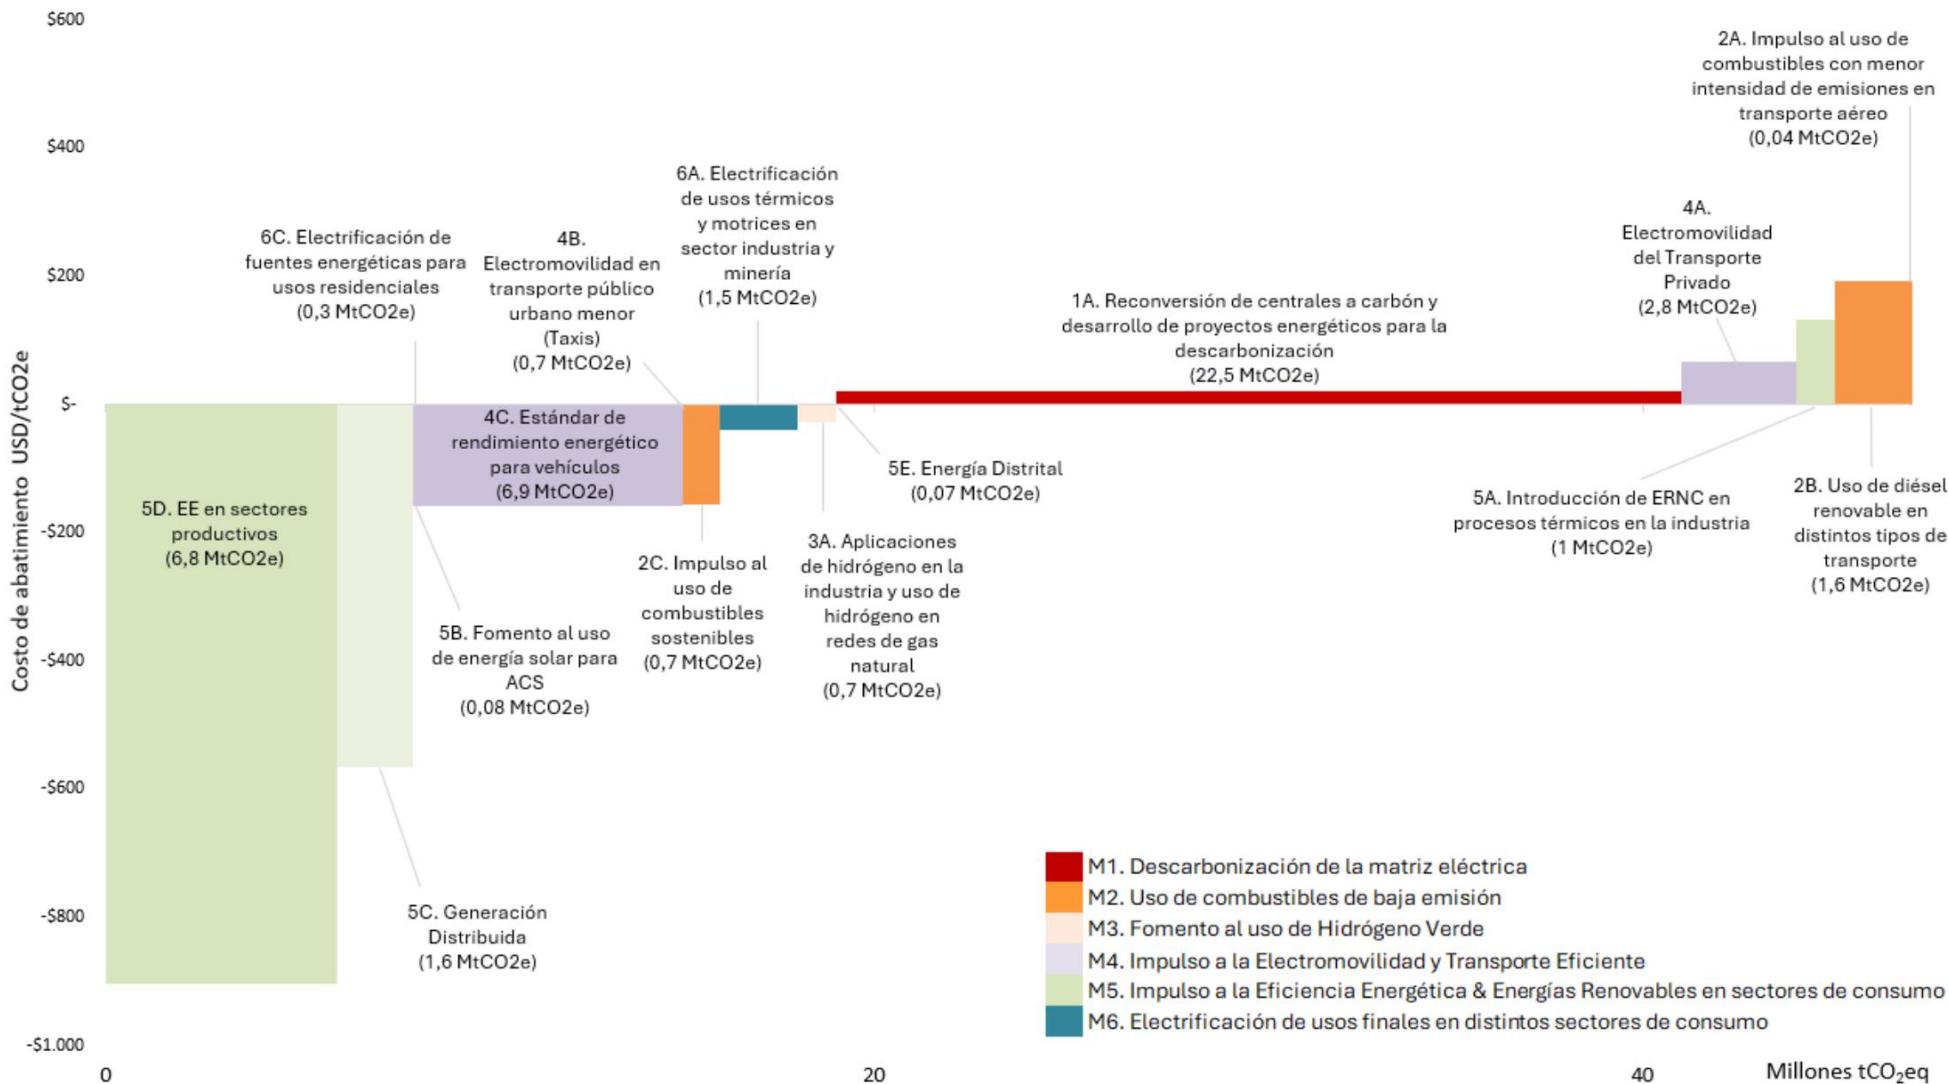 $600
$400
$200
$-
-$200
-$400
-$600
-$800
-$1.000
Costo de abatimiento USD/tCO2e
0
20
40
Millones tCO₂eq
6C. Electrificación de
fuentes energéticas para
usos residenciales
(0,3 MtCO2e)
4B.
Electromovilidad en
transporte público
urbano menor
(Taxis)
(0,7 MtCO2e)
6A. Electrificación
de usos térmicos
y motrices en
sector industria y
minería
(1,5 MtCO2e)
1A. Reconversión de centrales a carbón y
desarrollo de proyectos energéticos para la
descarbonización
(22,5 MtCO2e)
4A.
Electromovilidad
del Transporte
Privado
(2,8 MtCO2e)
2A. Impulso al uso de
combustibles con menor
intensidad de emisiones en
transporte aéreo
(0,04 MtCO2e)
5D. EE en sectores
productivos
(6,8 MtCO2e)
4C. Estándar de
rendimiento energético
para vehículos
(6,9 MtCO2e)
5B. Fomento al uso
de energía solar para
ACS
(0,08 MtCO2e)
5C. Generación
Distribuida
(1,6 MtCO2e)
2C. Impulso al
uso de
combustibles
sostenibles
(0,7 MtCO2e)
3A. Aplicaciones
de hidrógeno en la
industria y uso de
hidrógeno en
redes de gas
natural
(0,7 MtCO2e)
5E. Energía Distrital
(0,07 MtCO2e)
5A. Introducción de ERNC en
procesos térmicos en la industria
(1 MtCO2e)
2B. Uso de diésel
renovable en
distintos tipos de
transporte
(1,6 MtCO2e)
M1. Descarbonización de la matriz eléctrica
M2. Uso de combustibles de baja emisión
M3. Fomento al uso de Hidrógeno Verde
M4. Impulso a la Electromovilidad y Transporte Eficiente
M5. Impulso a la Eficiencia Energética & Energías Renovables en sectores de consumo
M6. Electrificación de usos finales en distintos sectores de consumo